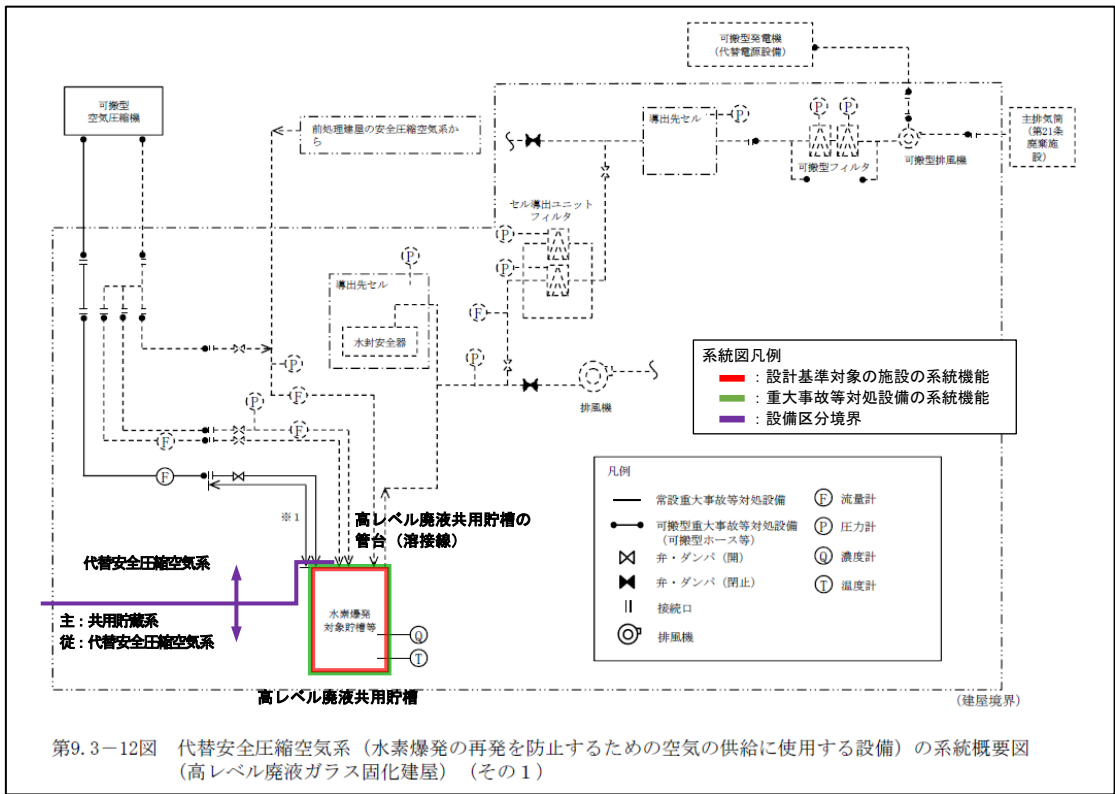 可搬型発電機
(代替電源設備)
可搬型
空気圧縮機
前処理建屋の安全圧縮空気系か
ら
導出先セル
P
P
P
主排気筒
(第21条
廃棄施
設)
可搬型排風機
可搬型フィルタ
セル導出ユニット
フィルタ
P
P
P
導出先セル
水封安全器
F
P
排風機
系統図凡例
:設計基準対象の施設の系統機能
:重大事故等対処設備の系統機能
:設備区分境界
P
F
P
F
F
F
※1
凡例
常設重大事故等対処設備
可搬型重大事故等対処設備
(可搬型ホース等)
弁・ダンパ(開)
弁・ダンパ(閉止)
接続口
排風機
F 流量計
P 圧力計
Q 濃度計
T 温度計
高レベル廃液共用貯槽の
管台(溶接線)
代替安全圧縮空気系
主:共用貯蔵系
従:代替安全圧縮空気系
水素爆発
対象貯槽等
Q
T
高レベル廃液共用貯槽
(建屋境界)
第9.3-12図 代替安全圧縮空気系(水素爆発の再発を防止するための空気の供給に使用する設備)の系統概要図
(高レベル廃液ガラス固化建屋)(その1)